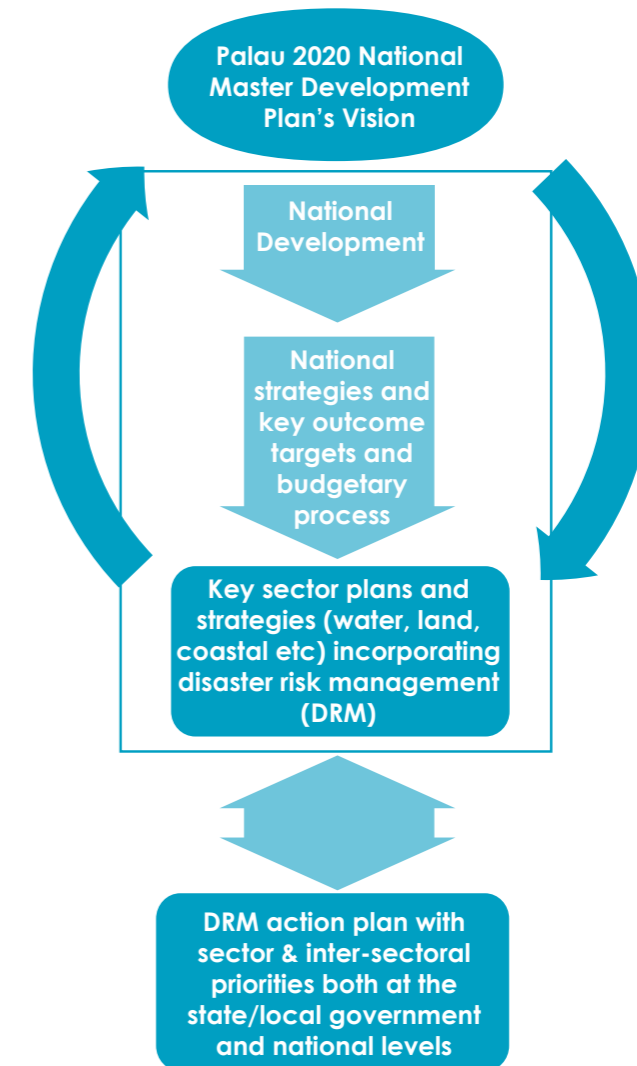 Palau 2020 National
Master Development
Plan’s Vision
National
Development
National
strategies and
key outcome
targets and
budgetary
process
Key sector plans and
strategies (water, land,
coastal etc) incorporating
disaster risk management
(DRM)
DRM action plan with
sector & inter-sectoral
priorities both at the
state/local government
and national levels